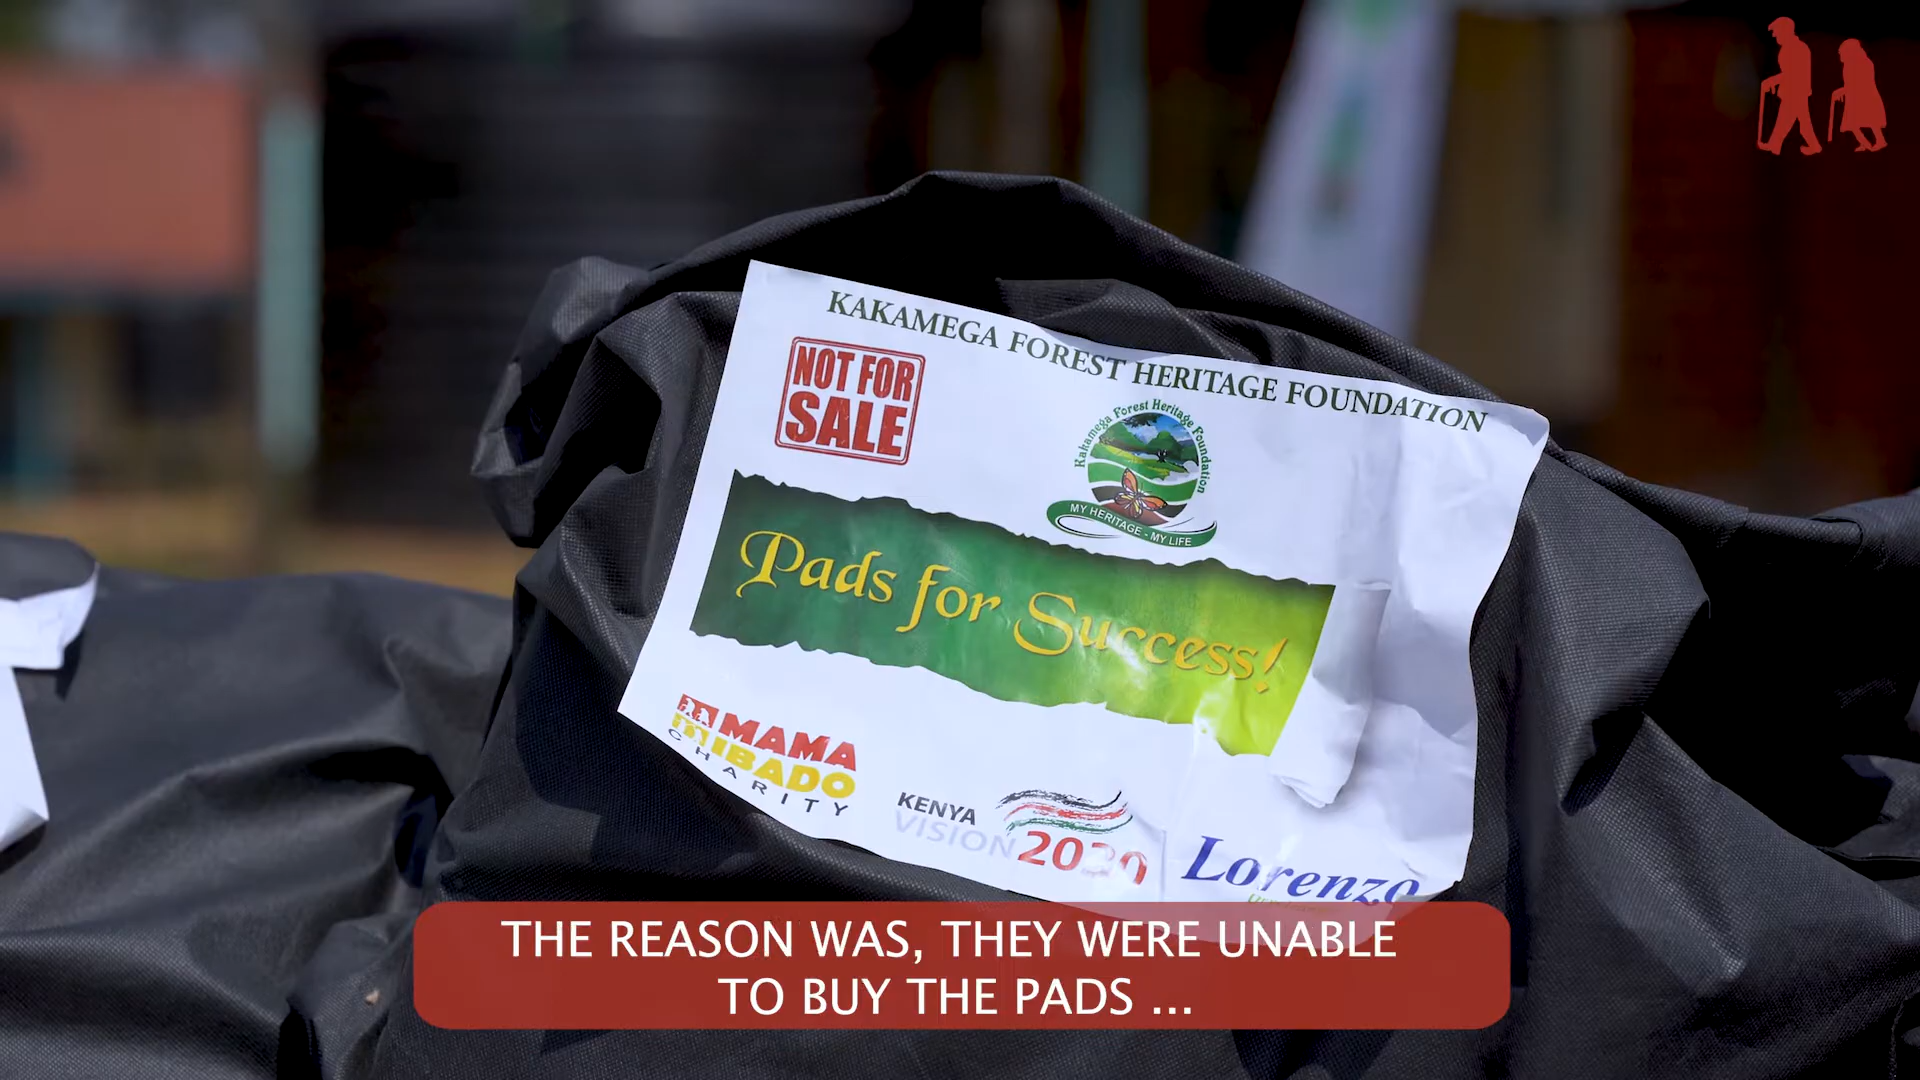 KAKAMEGA FOREST HERITAGE FOUNDATION
NOT FOR
SALE
Kakamega Forest Heritage Foundation
MY HERITAGE - MY LIFE
Pads for Success!
MAMA
IBADO
CHARITY
KENYA
VISION 2030
Lorenzo
THE REASON WAS, THEY WERE UNABLE
TO BUY THE PADS ...